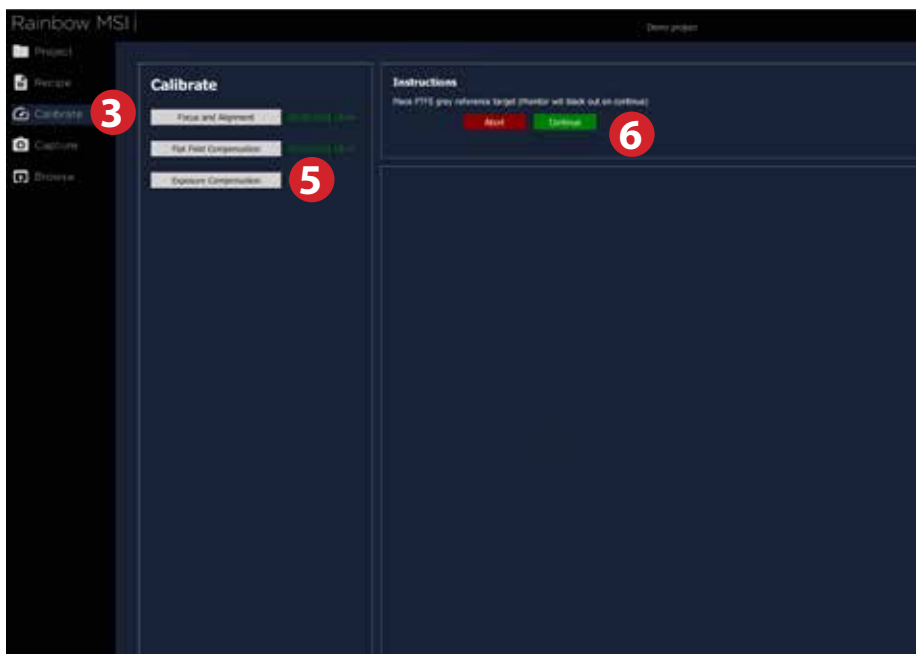 Rainbow MSI
Demo project
Project
Recipe
Calibrate
3
Capture
Browse
Calibrate
Focus and Alignment
Flat Field Compensation
Exposure Compensation
5
Instructions
Place PTFE grey reference target (Monitor will black out on continue)
Abort
Continue
6